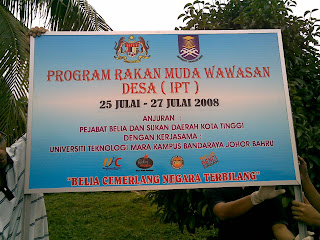 PROGRAM RAKAN MUDA WAWASAN
DESA ( IPT )
25 JULAI - 27 JULAI 2008
ANJURAN
PEJABAT BELIA DAN SUKAN DAERAH KOTA TINGGI
DENGAN KERJASAMA :
UNIVERSITI TEKNOLOGI MARA KAMPUS BANDARAYA JOHOR BAHRU
"BELIA CEMERLANG NEGARA TERBILANG"